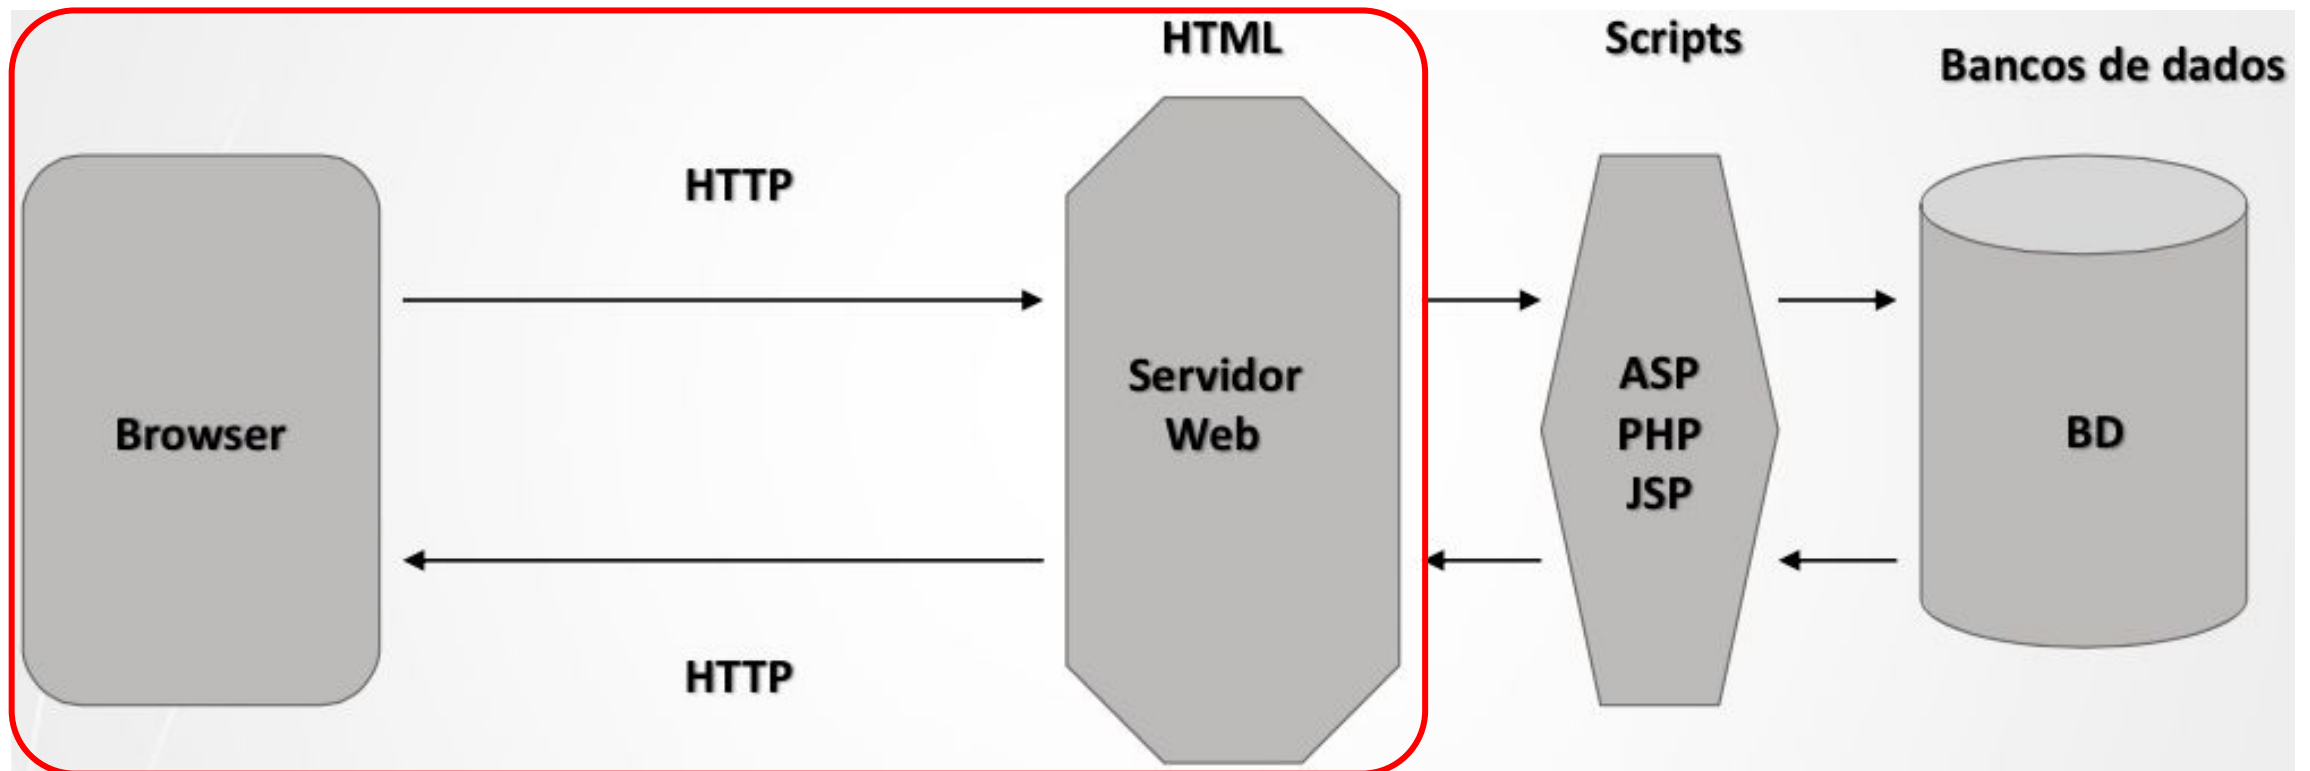 HTML
Scripts
Bancos de dados
HTTP
Browser
Servidor
Web
ASP
PHP
JSP
BD
HTTP